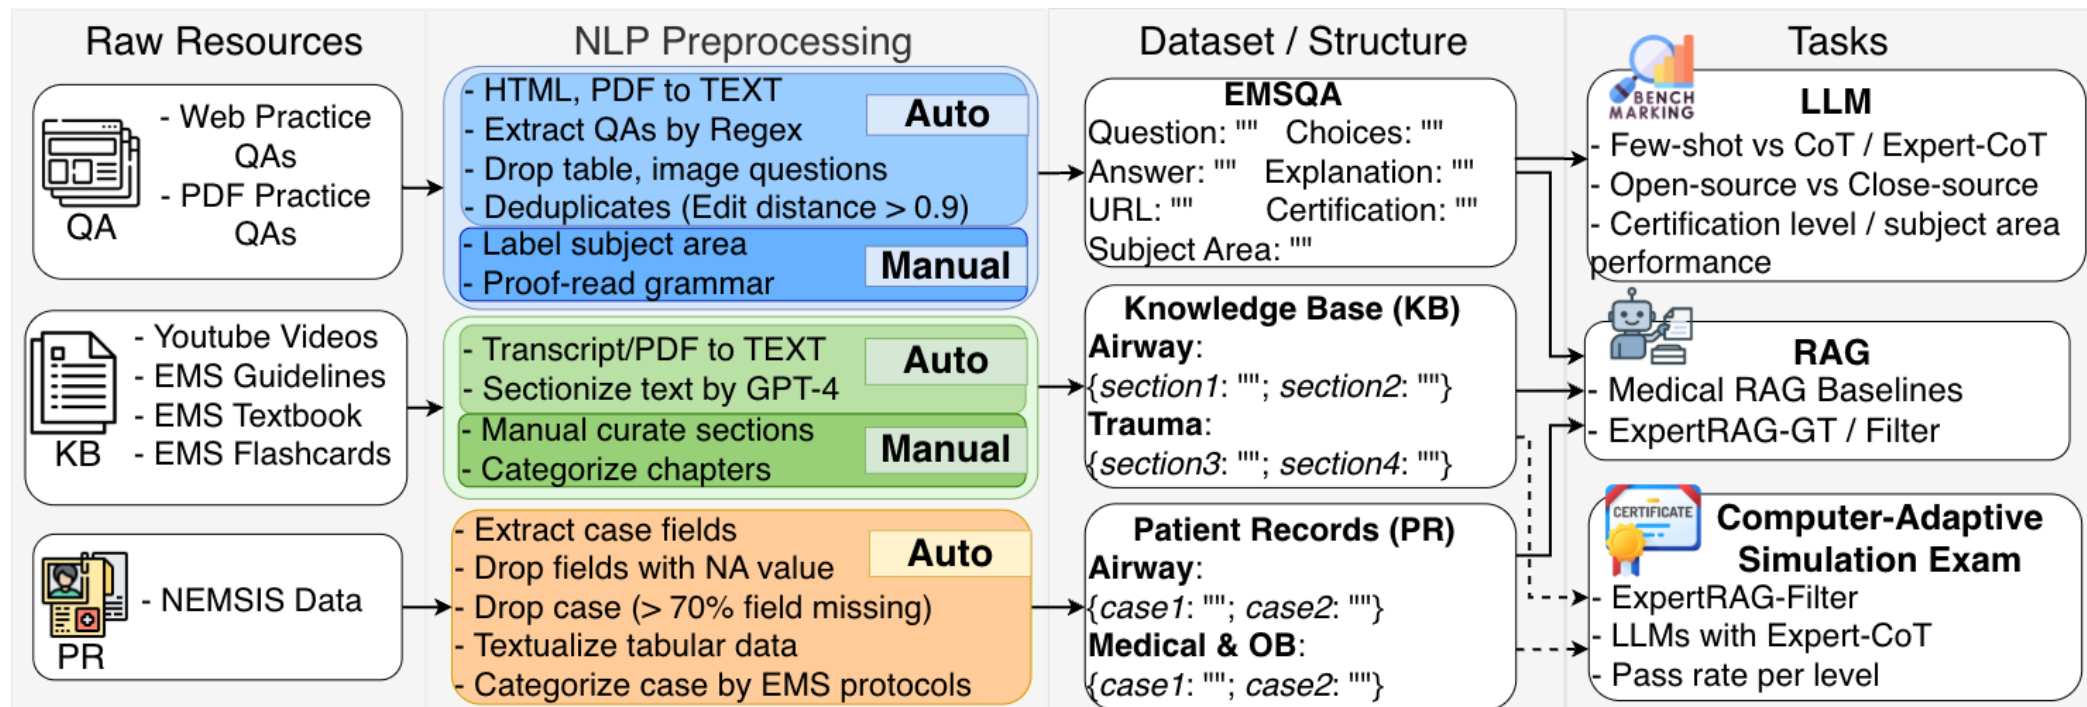 Raw Resources
- Web Practice
QAs
- PDF Practice
QAs
QA
- Youtube Videos
- EMS Guidelines
- EMS Textbook
- EMS Flashcards
KB
- NEMSIS Data
PR
NLP Preprocessing
- HTML, PDF to TEXT
- Extract QAs by Regex
- Drop table, image questions
- Deduplicates (Edit distance > 0.9)
Auto
- Label subject area
- Proof-read grammar
Manual
- Transcript/PDF to TEXT
- Sectionize text by GPT-4
Auto
- Manual curate sections
- Categorize chapters
Manual
- Extract case fields
- Drop fields with NA value
- Drop case (> 70% field missing)
- Textualize tabular data
- Categorize case by EMS protocols
Auto
Dataset / Structure
EMSQA
Question: "" Choices: ""
Answer: "" Explanation: ""
URL: "" Certification: ""
Subject Area: ""
Knowledge Base (KB)
Airway:
{section1: ""; section2: ""}
Trauma:
{section3: ""; section4: ""}
Patient Records (PR)
Airway:
{case1: ""; case2: ""}
Medical & OB:
{case1: ""; case2: ""}
Tasks
BENCH
MARKING
LLM
- Few-shot vs CoT / Expert-CoT
- Open-source vs Close-source
- Certification level / subject area
performance
RAG
- Medical RAG Baselines
- ExpertRAG-GT / Filter
CERTIFICATE
Computer-Adaptive
Simulation Exam
- ExpertRAG-Filter
- LLMs with Expert-CoT
- Pass rate per level